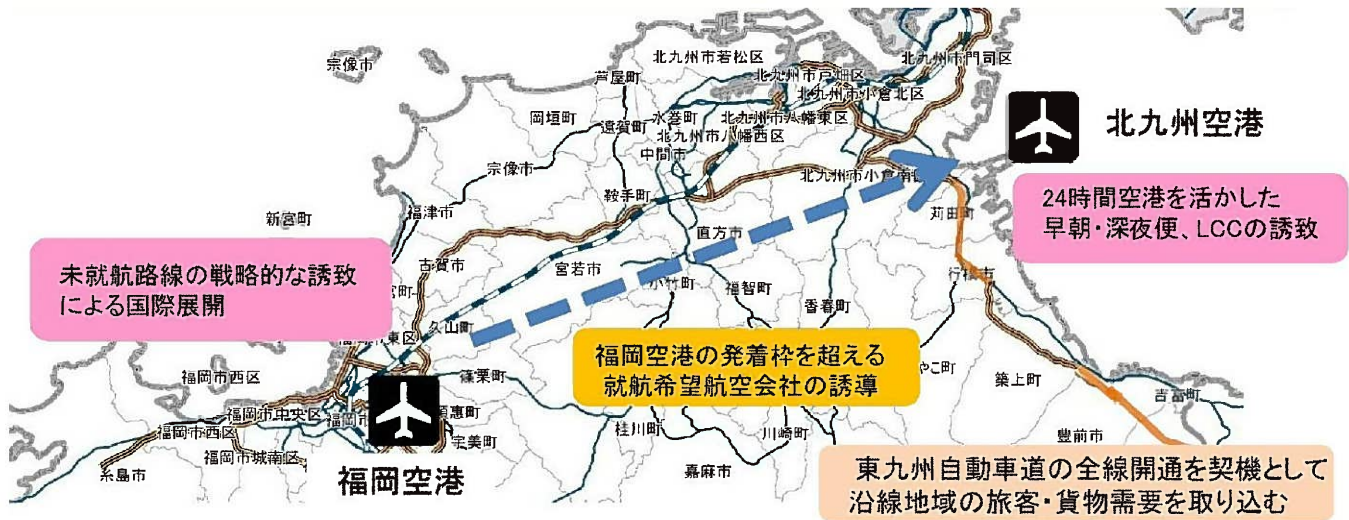 宗像市
北九州市若松区
北九州市門司区
芦屋町
北九州市戸畑区
北九州市小倉北区
岡垣町
水巻町
北九州市八幡東区
遠賀町
北九州市八幡西区
北九州空港
中間市
宗像市
北九州市小倉南区
鞍手町
24時間空港を活かした
早朝・深夜便、LCCの誘致
福津市
苅田町
新宮町
直方市
古賀市
宮若市
行橋市
未就航路線の戦略的な誘致
による国際展開
小竹町
福智町
香春町
宮町
久山町
東区
福岡空港の発着枠を超える
就航希望航空会社の誘導
福岡市西区
篠栗町
やこ町
築上町
吉富町
福岡市中央区
福岡市
須恵町
福岡市西区
宇美町
桂川町
川崎町
豊前市
福岡市城南区
糸島市
嘉麻市
福岡空港
東九州自動車道の全線開通を契機として
沿線地域の旅客・貨物需要を取り込む